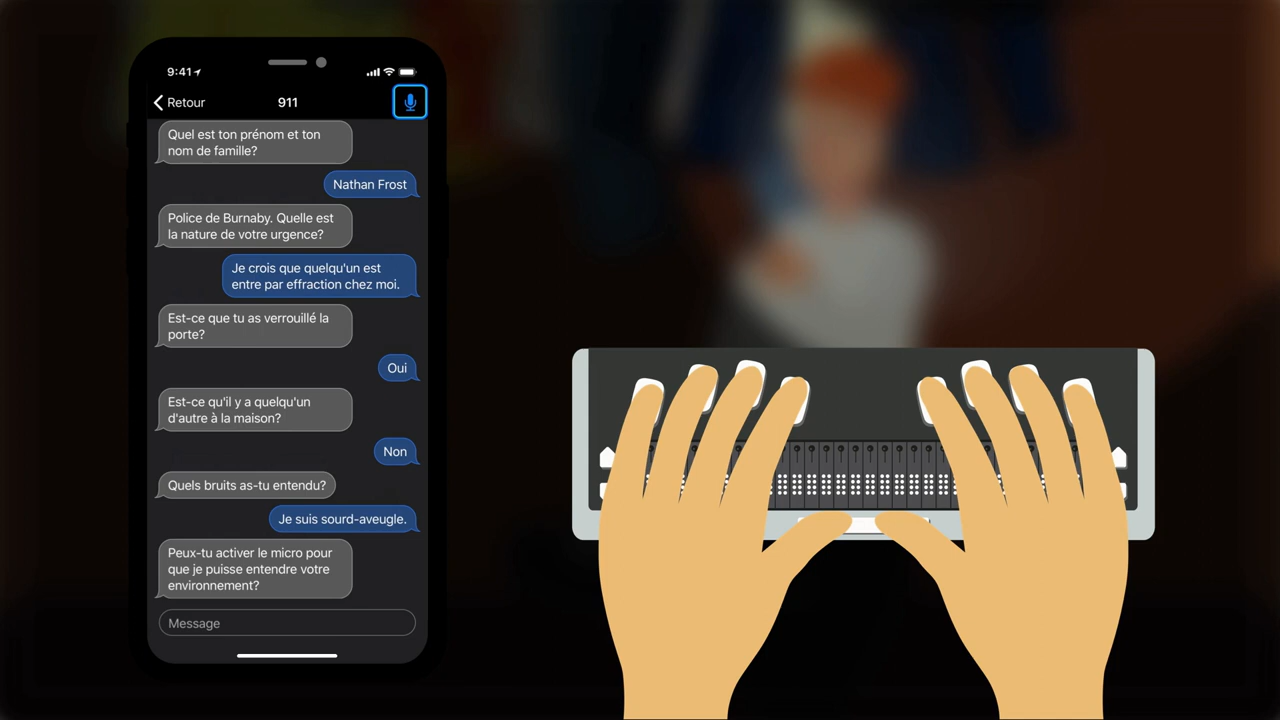 9:41
Retour
911
Quel est ton prénom et ton
nom de famille?
Nathan Frost
Police de Burnaby. Quelle est
la nature de votre urgence?
Je crois que quelqu'un est
entre par effraction chez moi.
Est-ce que tu as verrouillé la
porte?
Oui
Est-ce qu'il y a quelqu'un
d'autre à la maison?
Non
Quels bruits as-tu entendu?
Je suis sourd-aveugle.
Peux-tu activer le micro pour
que je puisse entendre votre
environnement?
Message